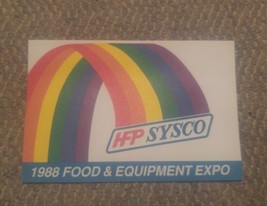 HFP SYSCO
1988 FOOD & EQUIPMENT EXPO